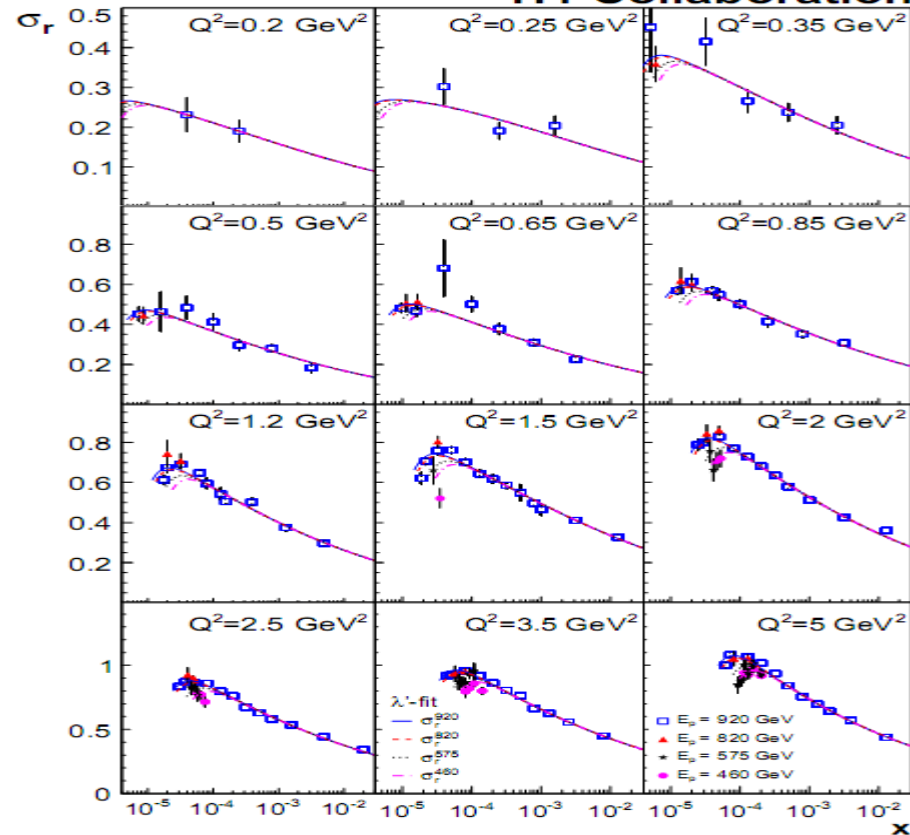 Collaboration
σr 0.5 Q²=0.2 GeV² Q²=0.25 GeV² Q²=0.35 GeV²
0.4
0.3
0.2
0.1
Q²=0.5 GeV² Q²=0.65 GeV² Q²=0.85 GeV²
0.8
0.6
0.4
0.2
Q²=1.2 GeV² Q²=1.5 GeV² Q²=2 GeV²
0.8
0.6
0.4
0.2
Q²=2.5 GeV² Q²=3.5 GeV² Q²=5 GeV²
1
0.5
0
λ'-fit
σr⁹²⁰
σr⁸²⁰
σr⁵⁷⁵
σr⁴⁶⁰
Eₚ = 920 GeV
Eₚ = 820 GeV
Eₚ = 575 GeV
Eₚ = 460 GeV
10⁻⁵ 10⁻⁴ 10⁻³ 10⁻² 10⁻⁵ 10⁻⁴ 10⁻³ 10⁻² 10⁻⁵ 10⁻⁴ 10⁻³ 10⁻²
x